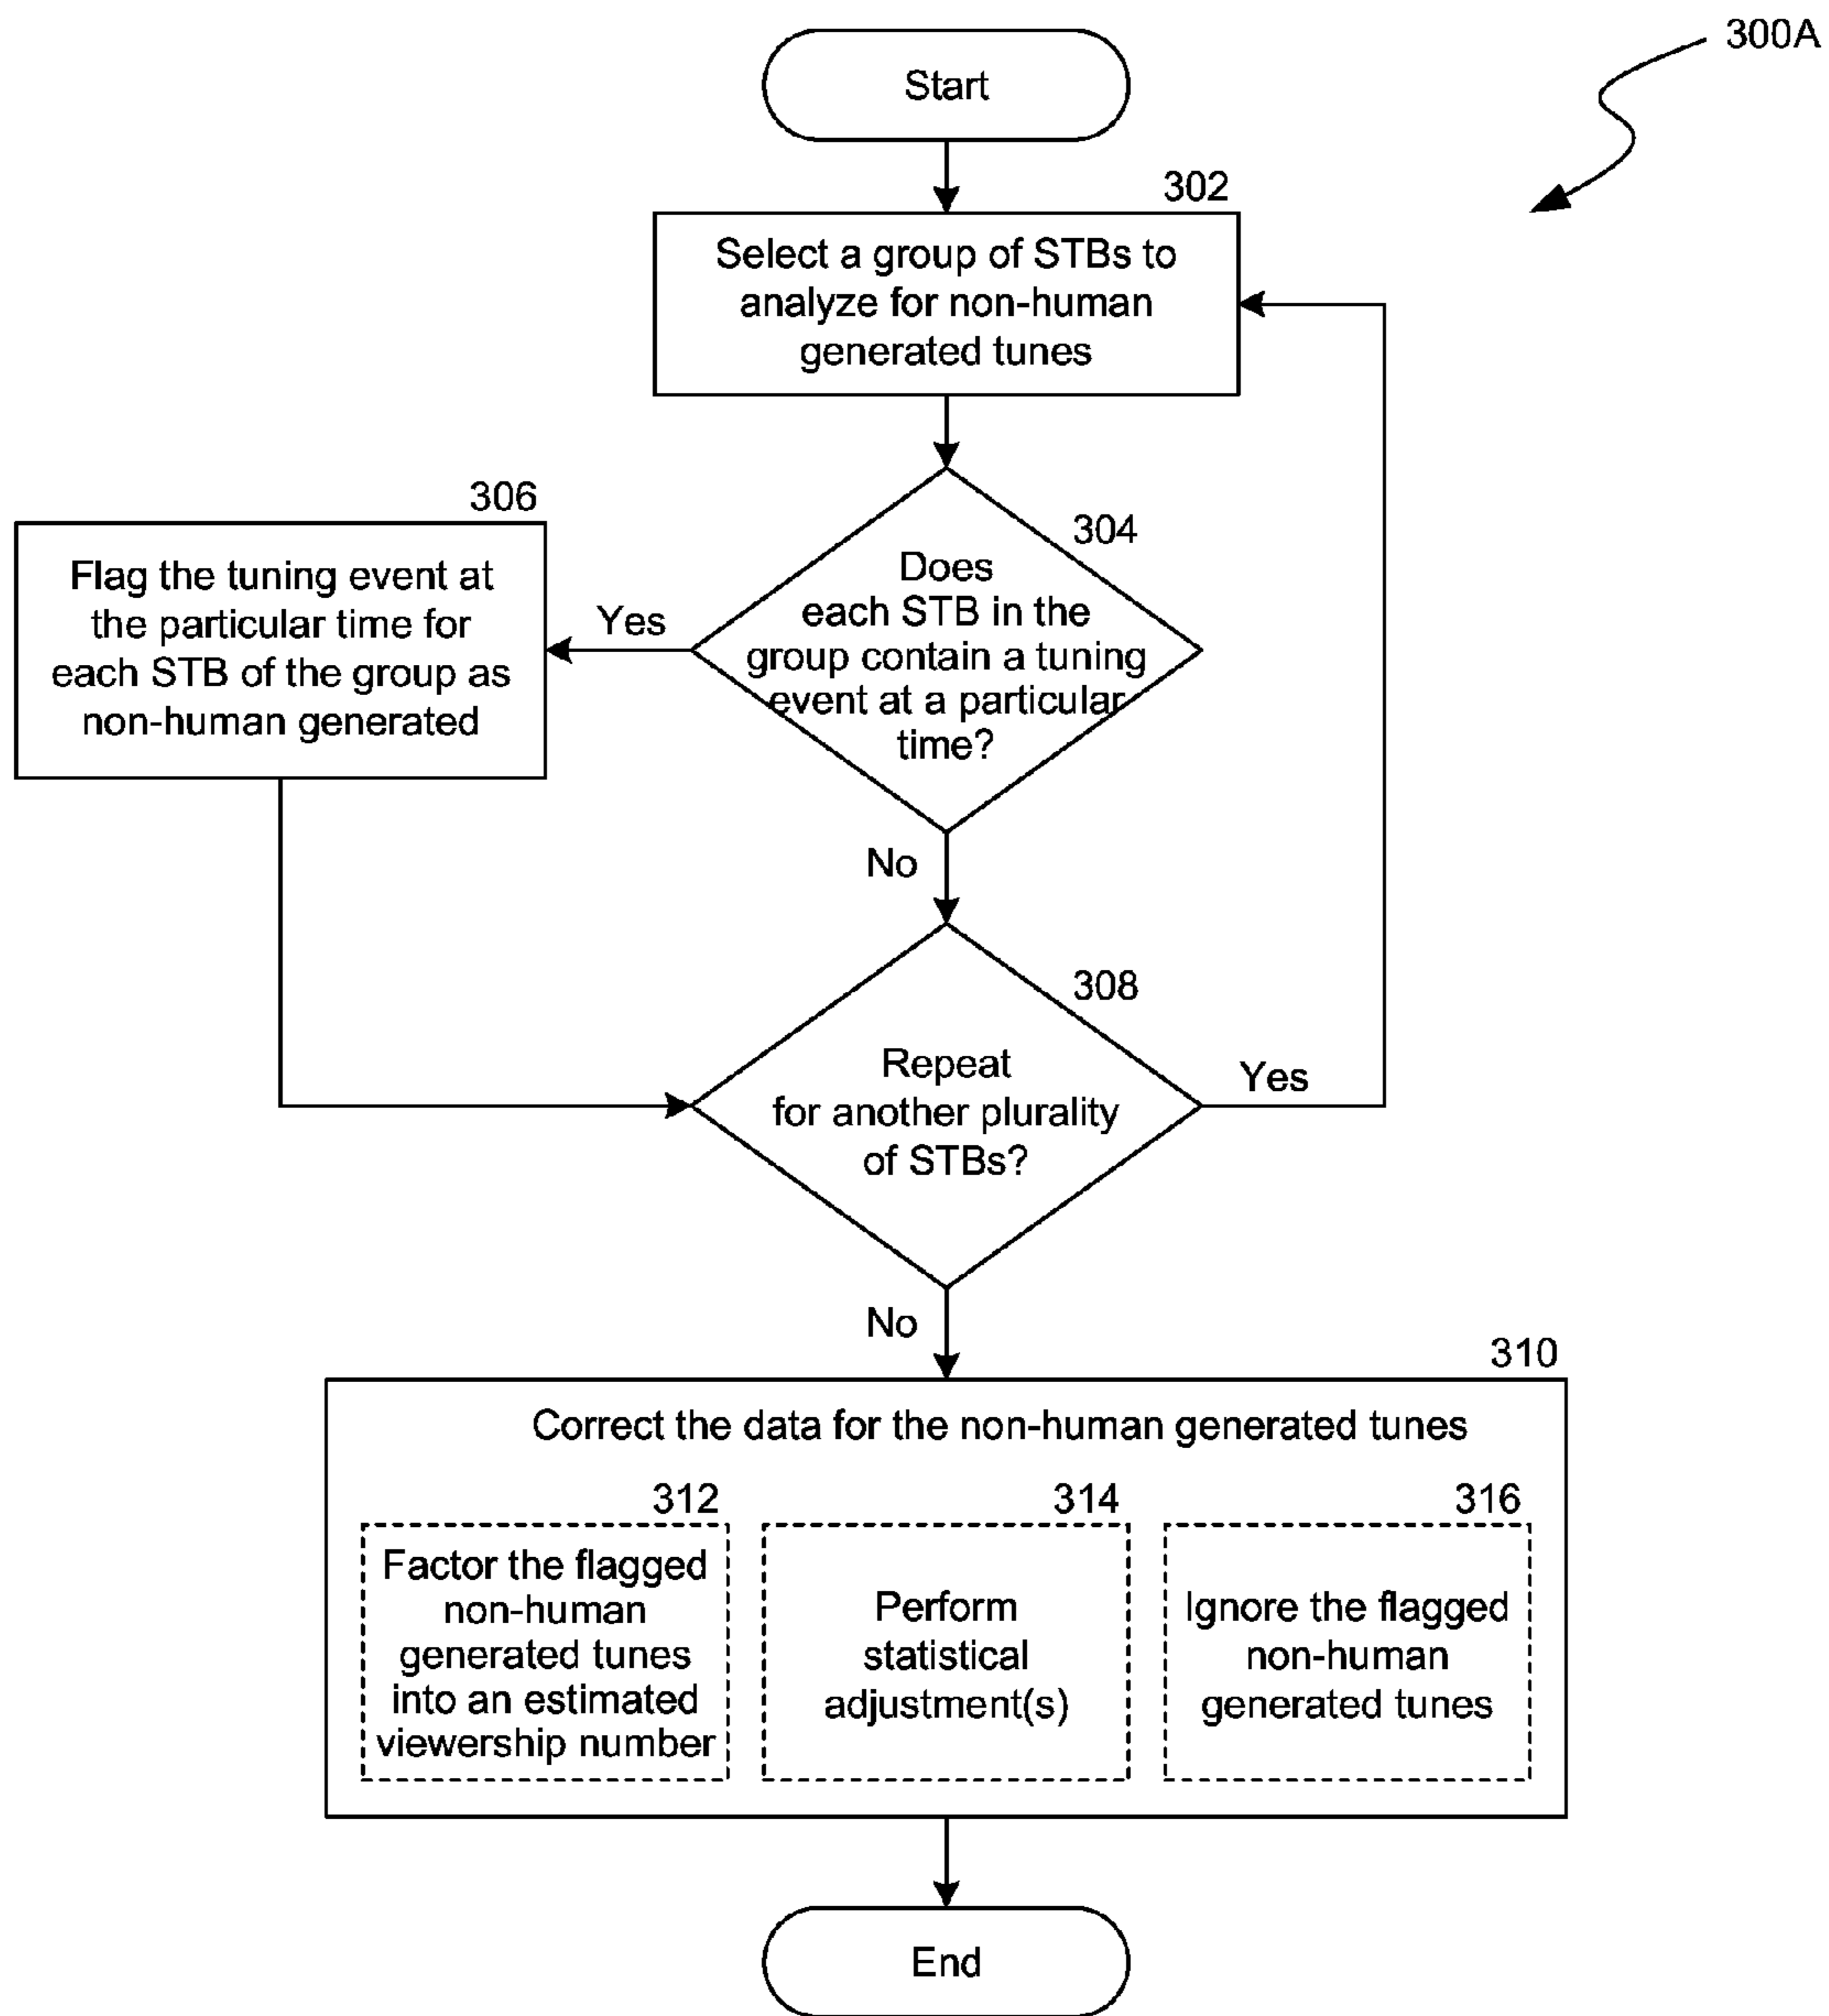 300A
Start
302
Select a group of STBs to
analyze for non-human
generated tunes
304
Does
each STB in the
group contain a tuning
event at a particular
time?
Yes
306
Flag the tuning event at
the particular time for
each STB of the group as
non-human generated
No
308
Repeat
for another plurality
of STBs?
Yes
No
310
Correct the data for the non-human generated tunes
312
Factor the flagged
non-human
generated tunes
into an estimated
viewership number
314
Perform
statistical
adjustment(s)
316
Ignore the flagged
non-human
generated tunes
End